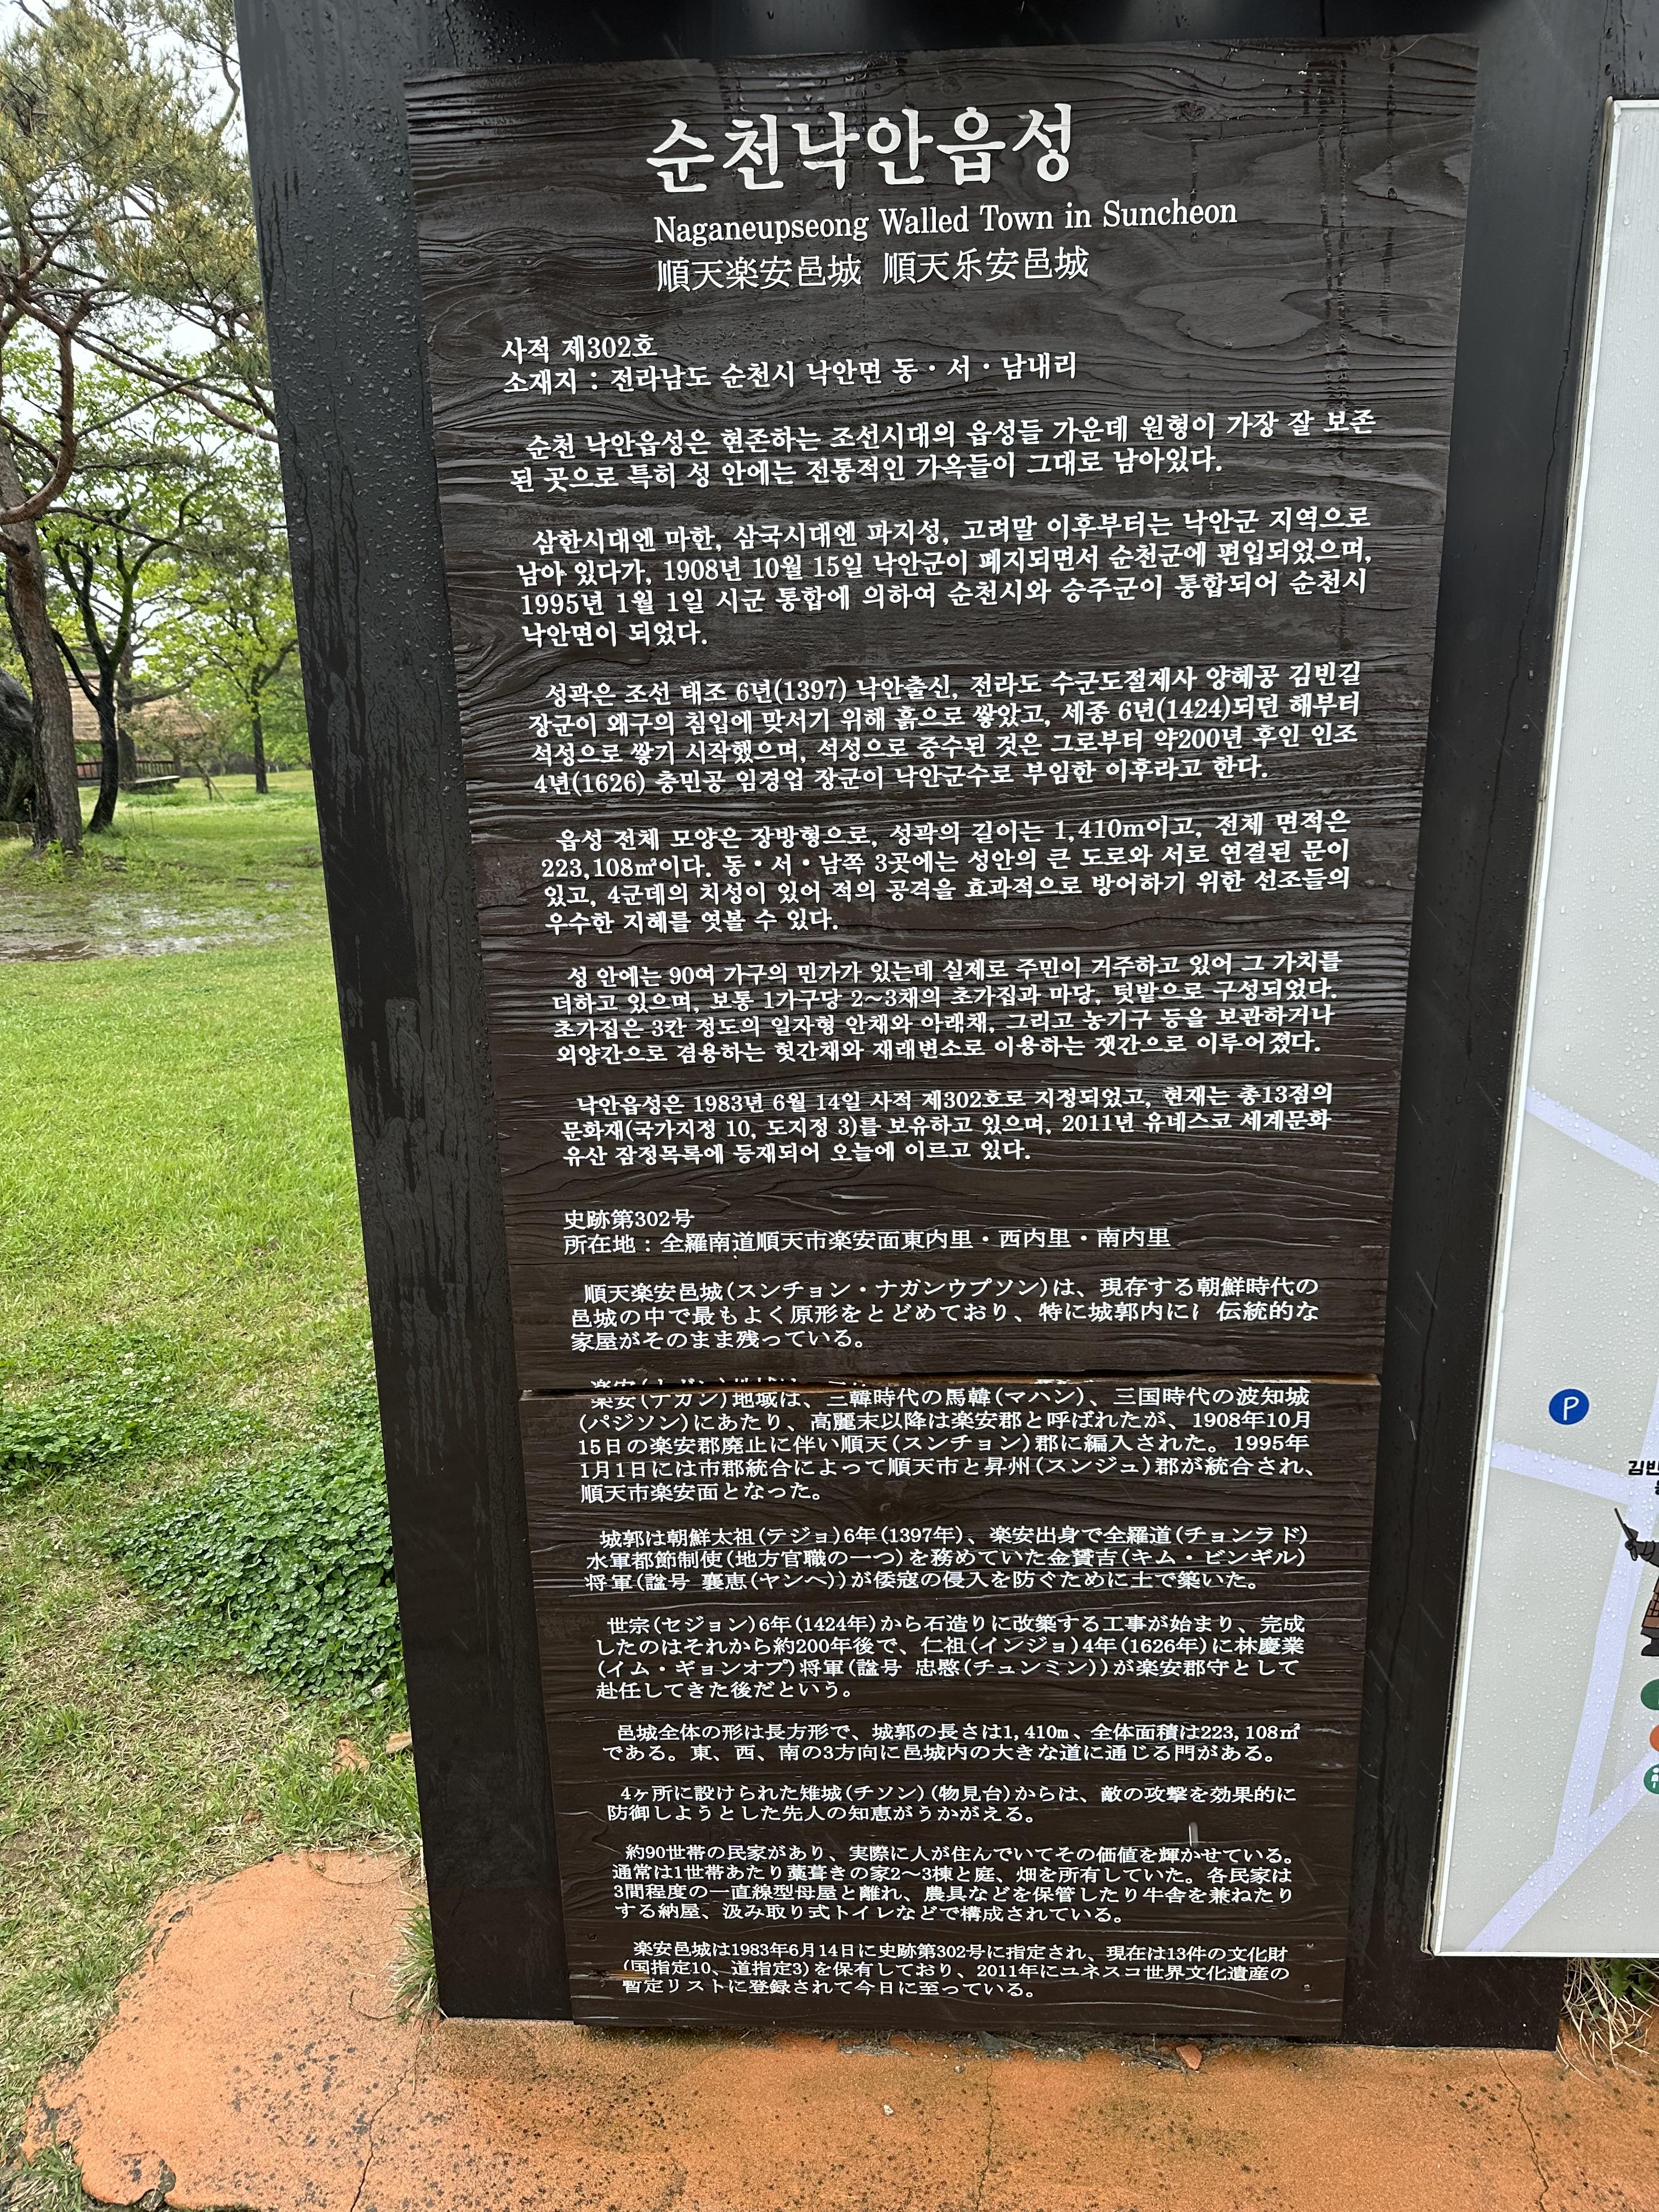 순천낙안읍성
Naganeupseong Walled Town in Suncheon
順天楽安邑城 順天乐安邑城
사적 제302호
소재지 : 전라남도 순천시 낙안면 동・서・남내리
순천 낙안읍성은 현존하는 조선시대의 읍성들 가운데 원형이 가장 잘 보존
된 곳으로 특히 성 안에는 전통적인 가옥들이 그대로 남아있다.
삼한시대엔 마한, 삼국시대엔 파지성, 고려말 이후부터는 낙안군 지역으로
남아 있다가, 1908년 10월 15일 낙안군이 폐지되면서 순천군에 편입되었으며,
1995년 1월 1일 시군 통합에 의하여 순천시와 승주군이 통합되어 순천시
낙안면이 되었다.
성곽은 조선 태조 6년(1397) 낙안출신, 전라도 수군도절제사 양혜공 김빈길
장군이 왜구의 침입에 맞서기 위해 흙으로 쌓았고, 세종 6년(1424)되던 해부터
석성으로 쌓기 시작했으며, 석성으로 중수된 것은 그로부터 약200년 후인 인조
4년(1626) 충민공 임경업 장군이 낙안군수로 부임한 이후라고 한다.
읍성 전체 모양은 장방형으로, 성곽의 길이는 1,410m이고, 전체 면적은
223,108㎡이다. 동・서・남쪽 3곳에는 성안의 큰 도로와 서로 연결된 문이
있고, 4군데의 치성이 있어 적의 공격을 효과적으로 방어하기 위한 선조들의
우수한 지혜를 엿볼 수 있다.
성 안에는 90여 가구의 민가가 있는데 실제로 주민이 거주하고 있어 그 가치를
더하고 있으며, 보통 1가구당 2~3채의 초가집과 마당, 텃밭으로 구성되었다.
초가집은 3칸 정도의 일자형 안채와 아래채, 그리고 농기구 등을 보관하거나
외양간으로 겸용하는 헛간채와 재래변소로 이용하는 잿간으로 이루어졌다.
낙안읍성은 1983년 6월 14일 사적 제302호로 지정되었고, 현재는 총13점의
문화재(국가지정 10, 도지정 3)를 보유하고 있으며, 2011년 유네스코 세계문화
유산 잠정목록에 등재되어 오늘에 이르고 있다.
史跡第302号
所在地：全羅南道順天市楽安面東内里・西内里・南内里
順天楽安邑城(スンチョン・ナガンウプソン)は、現存する朝鮮時代の
邑城の中で最もよく原形をとどめており、特に城郭内に 伝統的な
家屋がそのまま残っている。
楽安(ナガン)地域は、三韓時代の馬韓(マハン)、三国時代の波知城
(パジソン)にあたり、高麗末以降は楽安郡と呼ばれたが、1908年10月
15日の楽安郡廃止に伴い順天(スンチョン)郡に編入された。1995年
1月1日には市郡統合によって順天市と昇州(スンジュ)郡が統合され、
順天市楽安面となった。
城郭は朝鮮太祖(テジョ)6年(1397年)、楽安出身で全羅道(チョンラド)
水軍都節制使(地方官職の一つ)を務めていた金贇吉(キム・ビンギル)
将軍(諡号 襄恵(ヤンヘ))が倭寇の侵入を防ぐために土で築いた。
世宗(セジョン)6年(1424年)から石造りに改築する工事が始まり、完成
したのはそれから約200年後で、仁祖(インジョ)4年(1626年)に林慶業
(イム・ギョンオプ)将軍(諡号 忠愍(チュンミン))が楽安郡守として
赴任してきた後だという。
邑城全体の形は長方形で、城郭の長さは1,410m、全体面積は223,108㎡
である。東、西、南の3方向に邑城内の大きな道に通じる門がある。
4ヶ所に設けられた雉城(チソン)(物見台)からは、敵の攻撃を効果的に
防御しようとした先人の知恵がうかがえる。
約90世帯の民家があり、実際に人が住んでいてその価値を輝かせている。
通常は1世帯あたり藁葺きの家2～3棟と庭、畑を所有していた。各民家は
3間程度の一直線型母屋と離れ、農具などを保管したり牛舎を兼ねたり
する納屋、汲み取り式トイレなどで構成されている。
楽安邑城は1983年6月14日に史跡第302号に指定され、現在は13件の文化財
(国指定10、道指定3)を保有しており、2011年にユネスコ世界文化遺産の
暫定リストに登録されて今日に至っている。
P